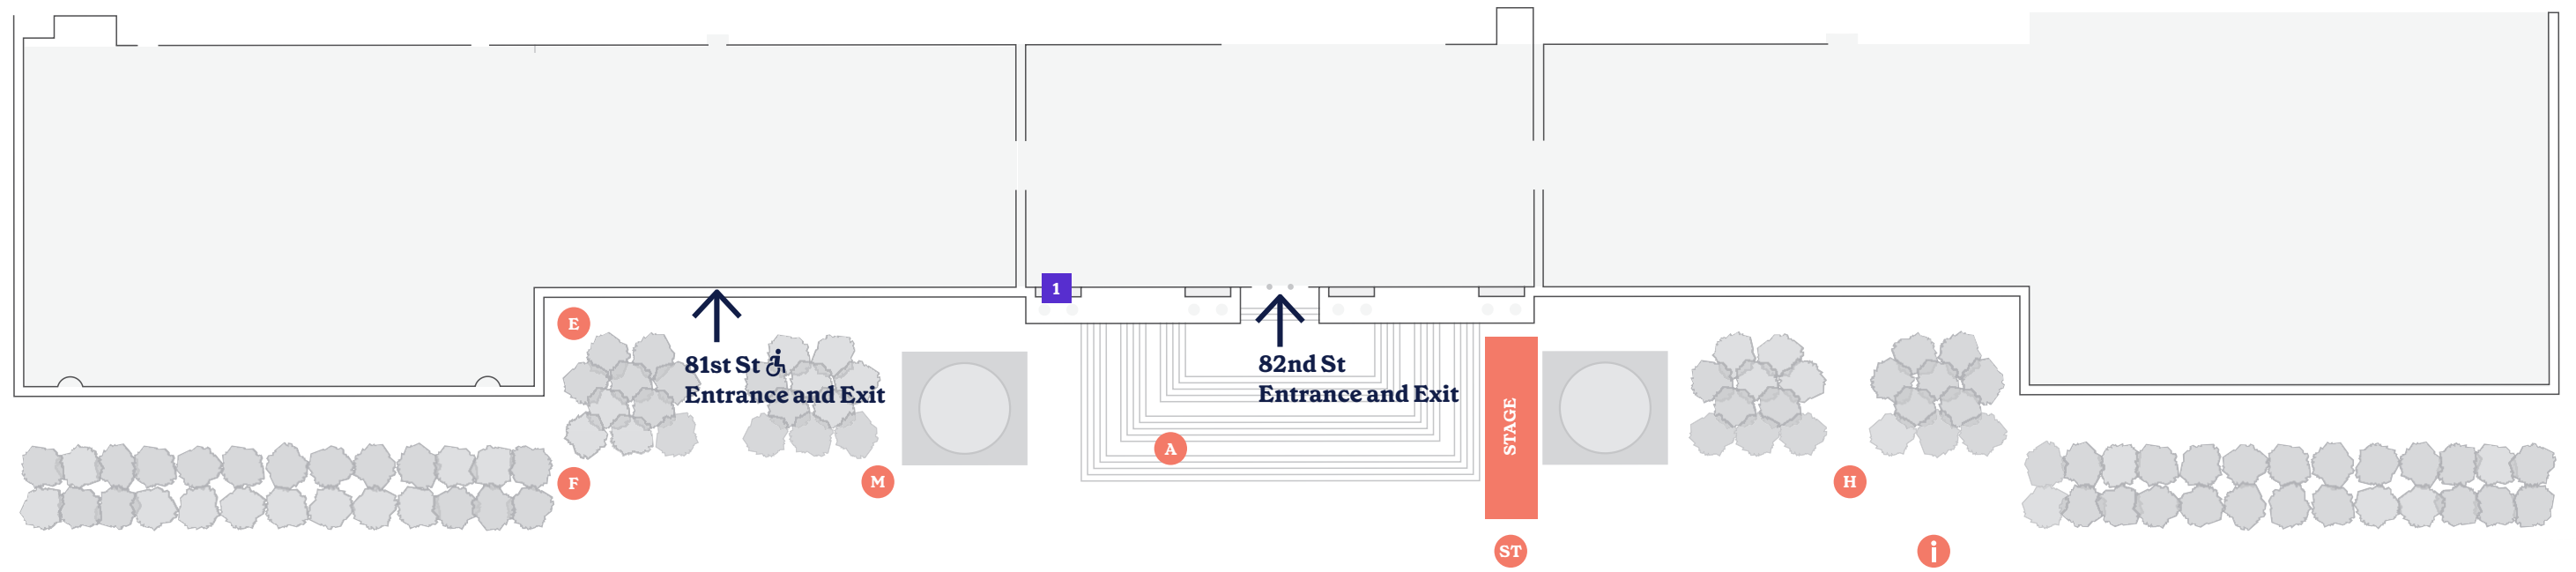 1
E
81st St
Entrance and Exit
82nd St
Entrance and Exit
STAGE
A
F
M
H
ST
i